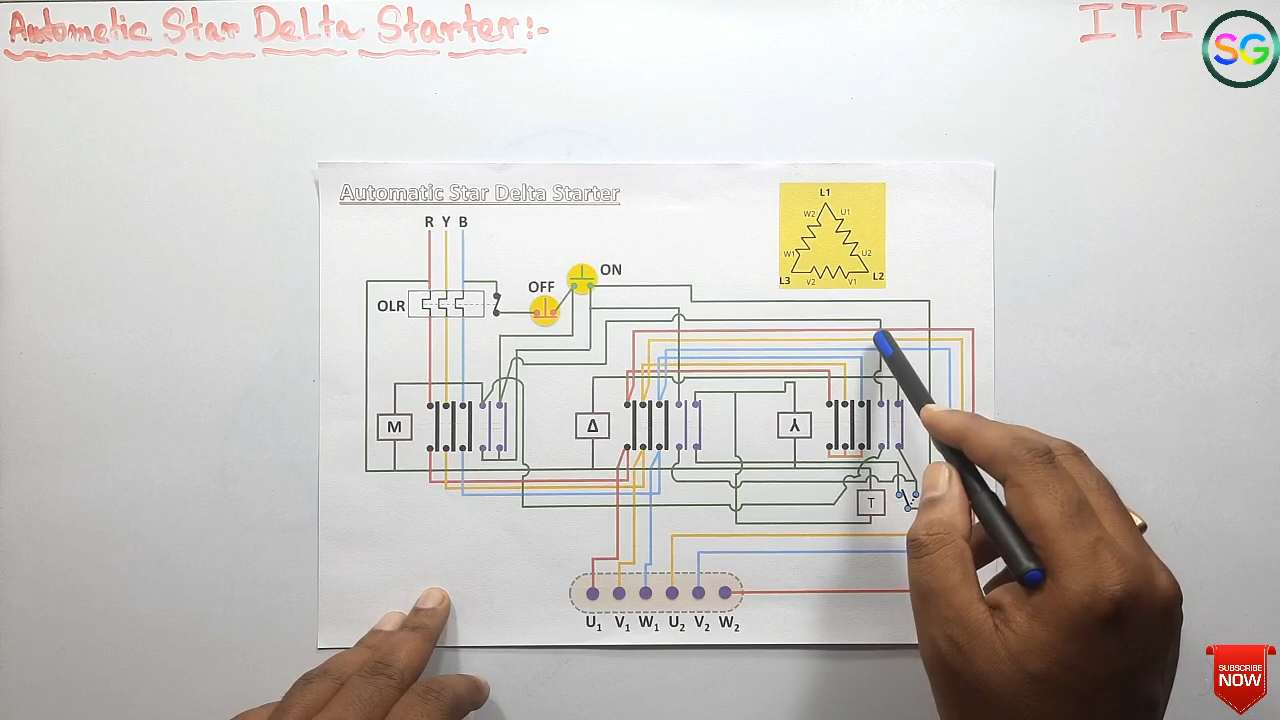 Autometic Star Delta Starter:-
ITI
SG
Automatic Star Delta Starter
L1
W2 U1
W1 U2
L3 V2 V1 L2
R Y B
ON
OFF
OLR
M Δ Y
T
U1 V1 W1 U2 V2 W2
SUBSCRIBE
NOW